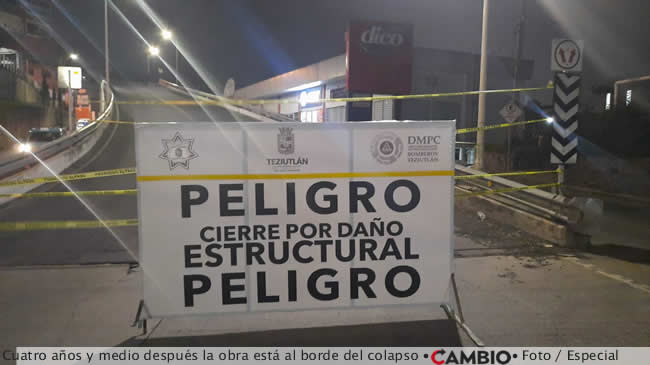 dico
TEZIUTLÁN
DMPC
BOMBEROS
TEZIUTLÁN
PELIGRO
CIERRE POR DAÑO
ESTRUCTURAL
PELIGRO
Cuatro años y medio después la obra está al borde del colapso •CAMBIO• Foto / Especial